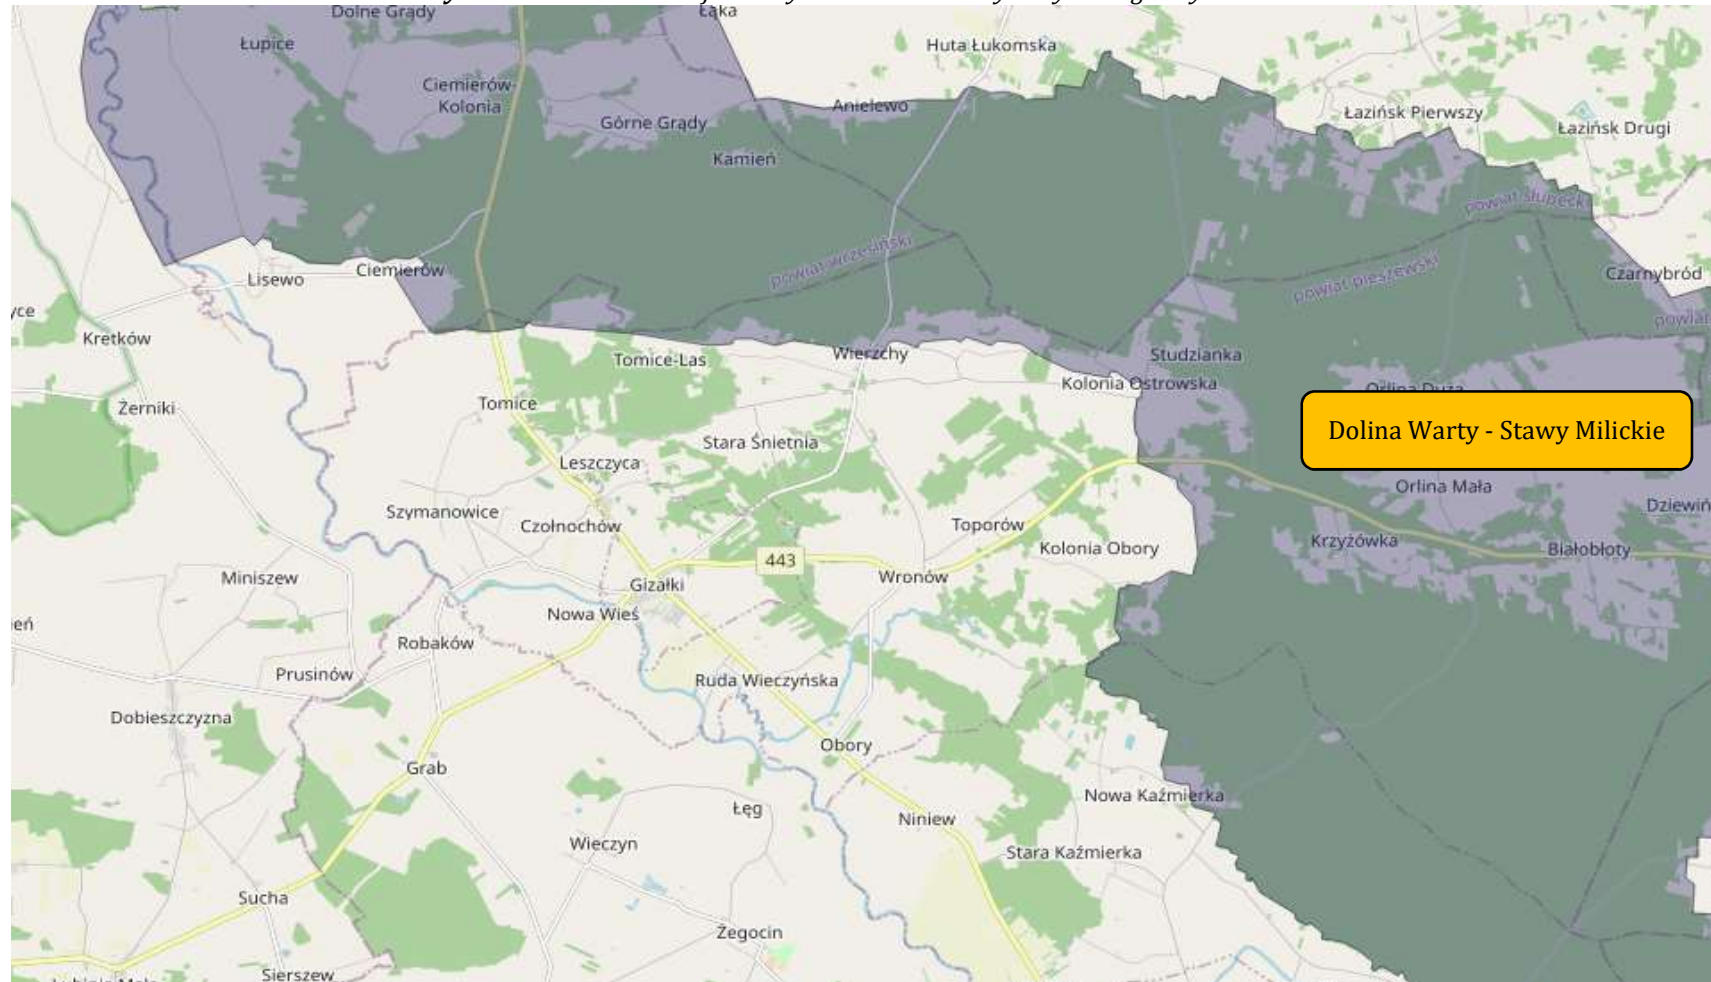 Dolne Grądy
Łąka
Łupice
Huta Łukomska
Ciemierów-
Kolonia
Anielewo
Górne Grądy
Łazińsk Pierwszy
Łazińsk Drugi
Kamień
powiat słupecki
powiat wrzesiński
Lisewo
Ciemierów
powiat pleszewski
Czarnybród
powiat
Kretków
Tomice-Las
Wierzchy
Studzianka
Kolonia Ostrowska
Orlina Duża
Żerniki
Tomice
Stara Śnietnia
Dolina Warty - Stawy Milickie
Leszczyca
Orlina Mała
Szymanowice
Czołnochów
Toporów
Kolonia Obory
Krzyżówka
Białobłoty
443
Miniszew
Gizałki
Wronów
Nowa Wieś
Robaków
Prusinów
Ruda Wieczyńska
Dobieszczyzna
Obory
Grab
Nowa Kaźmierka
Łęg
Niniew
Wieczyn
Stara Kaźmierka
Sucha
Żegocin
Sierszew